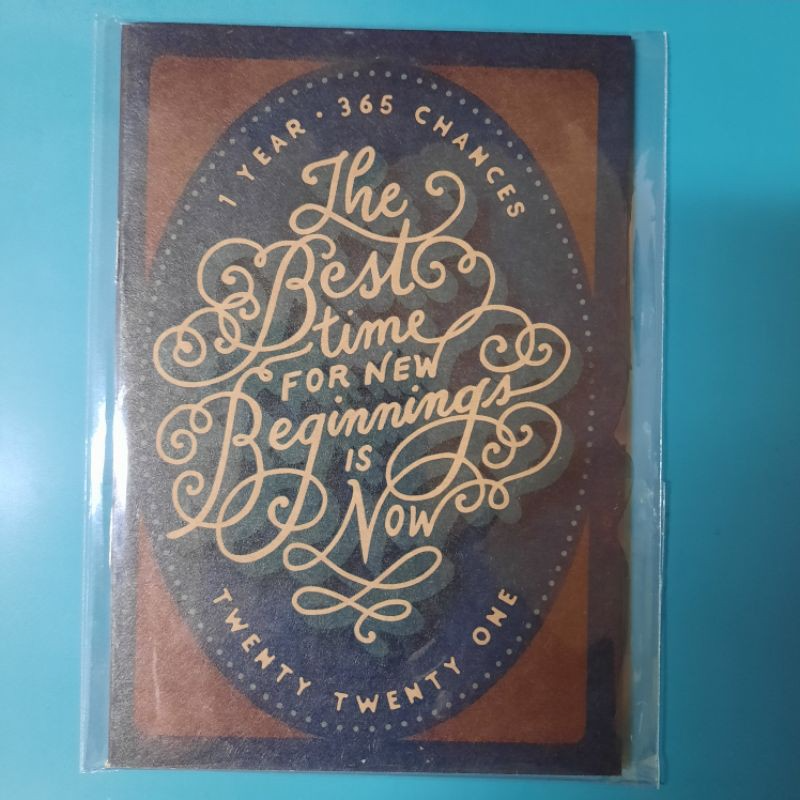 1 YEAR · 365 CHANCES
The
Best
time
FOR NEW
Beginnings
IS
NOW
TWENTY TWENTY ONE